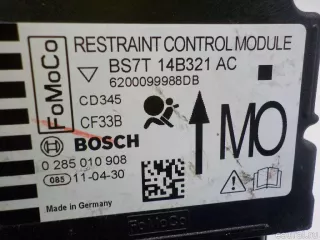 FoMoCo
RESTRAINT CONTROL MODULE
BS7T 14B321 AC
6200099988DB
CD345
CF33B
BOSCH
0 285 010 908
085 11-04-30
Made in Germany
MO
FoMoCo